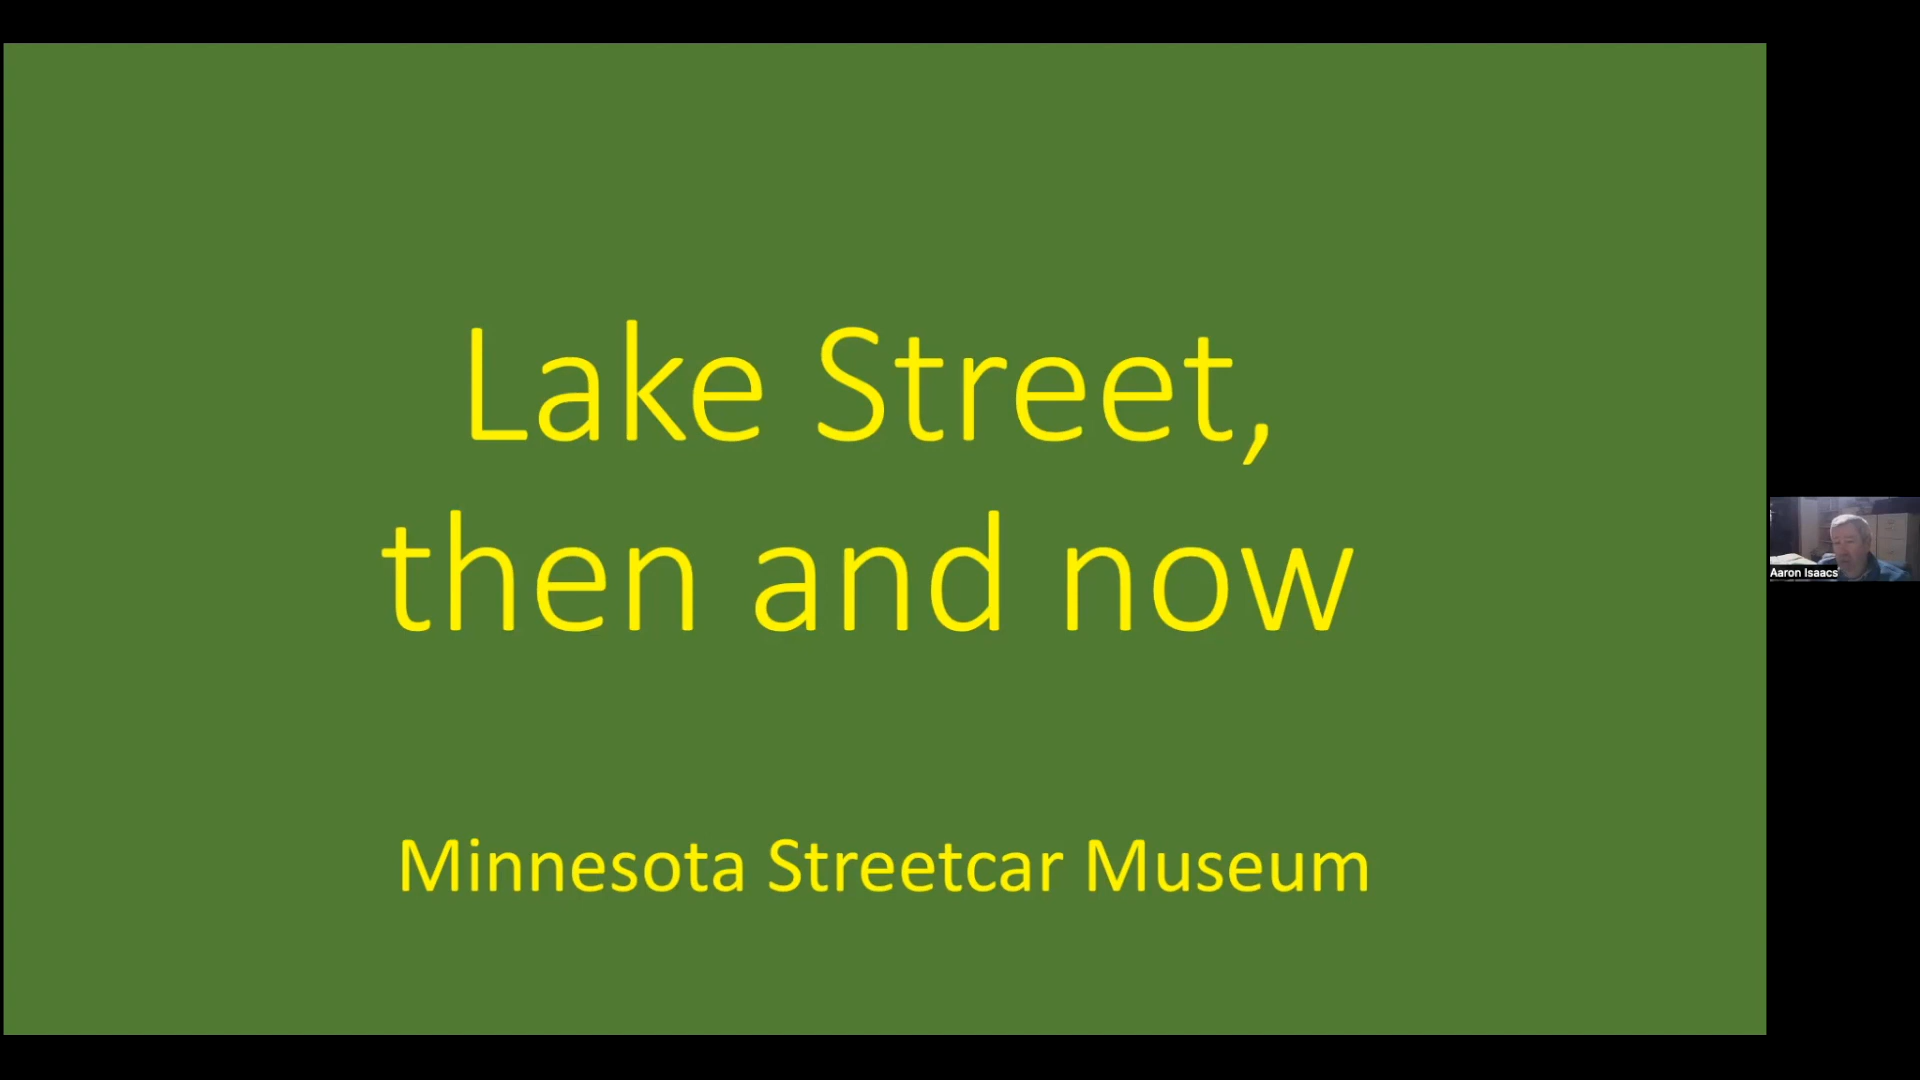 Lake Street,
then and now
Minnesota Streetcar Museum
Aaron Isaacs